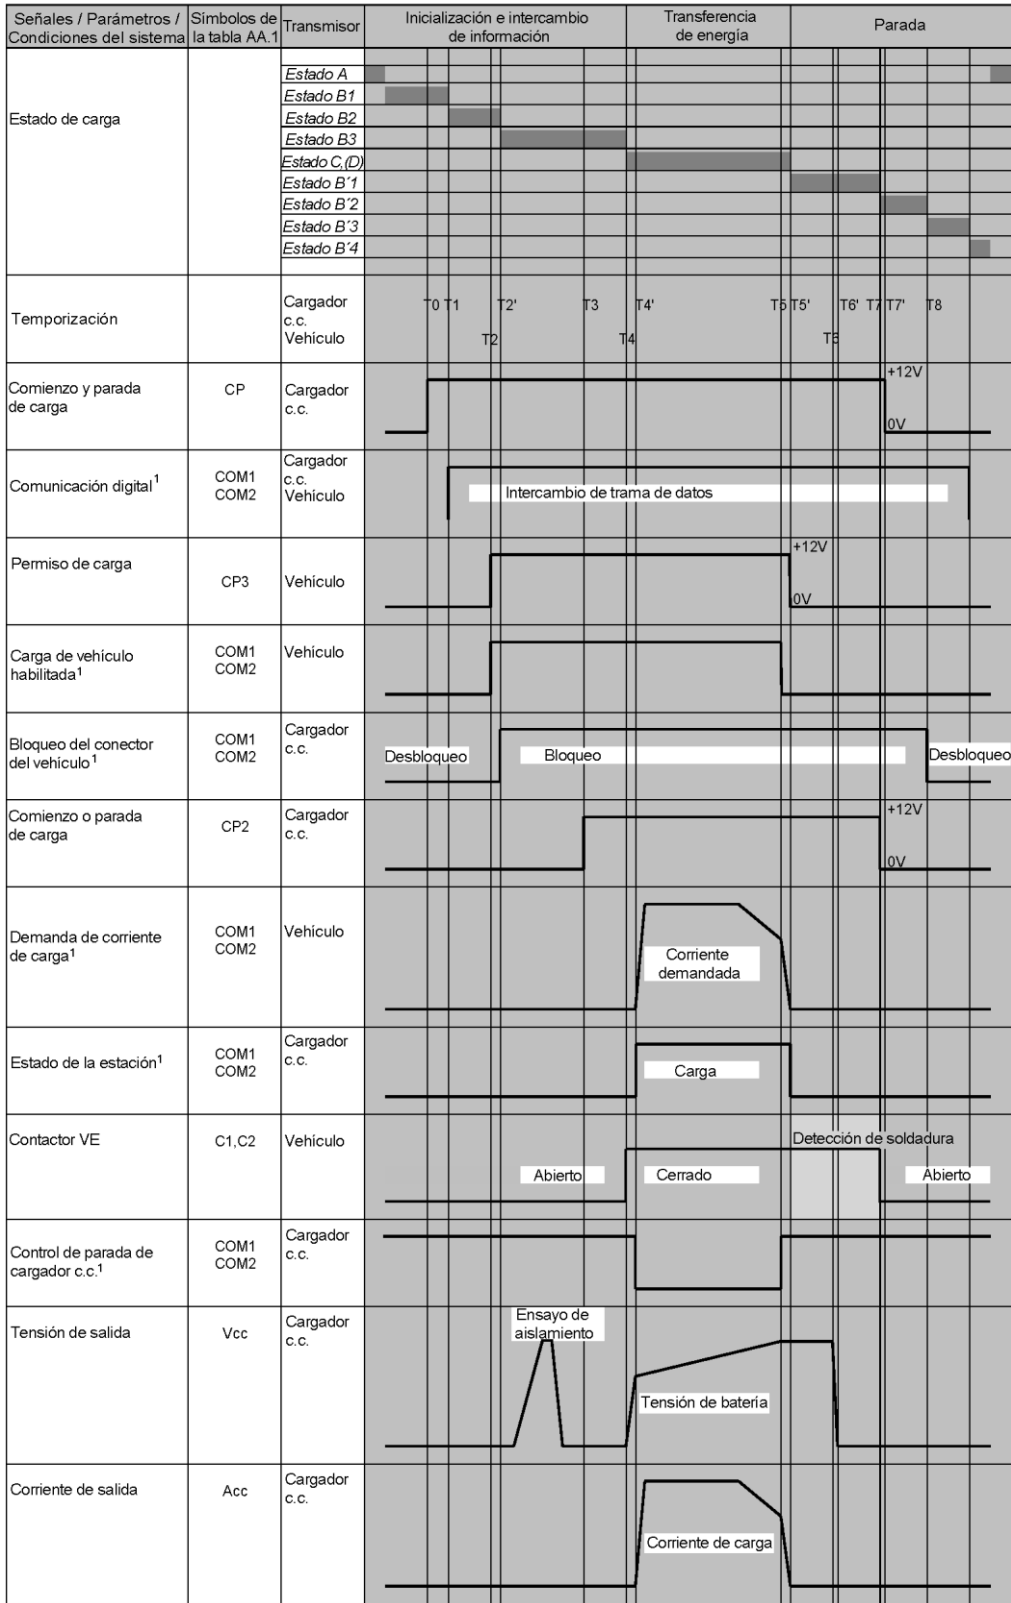 Señales / Parámetros /
Condiciones del sistema
Símbolos de
la tabla AA.1
Transmisor
Inicialización e intercambio
de información
Transferencia
de energía
Parada
Estado de carga
Estado A
Estado B1
Estado B2
Estado B3
Estado C,(D)
Estado B´1
Estado B´2
Estado B´3
Estado B´4
Temporización
Cargador
c.c.
Vehículo
T0 T1 T2' T3 T4' T5 T5' T6' T7 T7' T8
T2 T4 T6
Comienzo y parada
de carga
CP
Cargador
c.c.
+12V
0V
Comunicación digital¹
COM1
COM2
Cargador
c.c.
Vehículo
Intercambio de trama de datos
Permiso de carga
CP3
Vehículo
+12V
0V
Carga de vehículo
habilitada¹
COM1
COM2
Vehículo
Bloqueo del conector
del vehículo¹
COM1
COM2
Cargador
c.c.
Desbloqueo
Bloqueo
Desbloqueo
Comienzo o parada
de carga
CP2
Cargador
c.c.
+12V
0V
Demanda de corriente
de carga¹
COM1
COM2
Vehículo
Corriente
demandada
Estado de la estación¹
COM1
COM2
Cargador
c.c.
Carga
Contactor VE
C1,C2
Vehículo
Detección de soldadura
Abierto
Cerrado
Abierto
Control de parada de
cargador c.c.¹
COM1
COM2
Cargador
c.c.
Tensión de salida
Vcc
Cargador
c.c.
Ensayo de
aislamiento
Tensión de batería
Corriente de salida
Acc
Cargador
c.c.
Corriente de carga